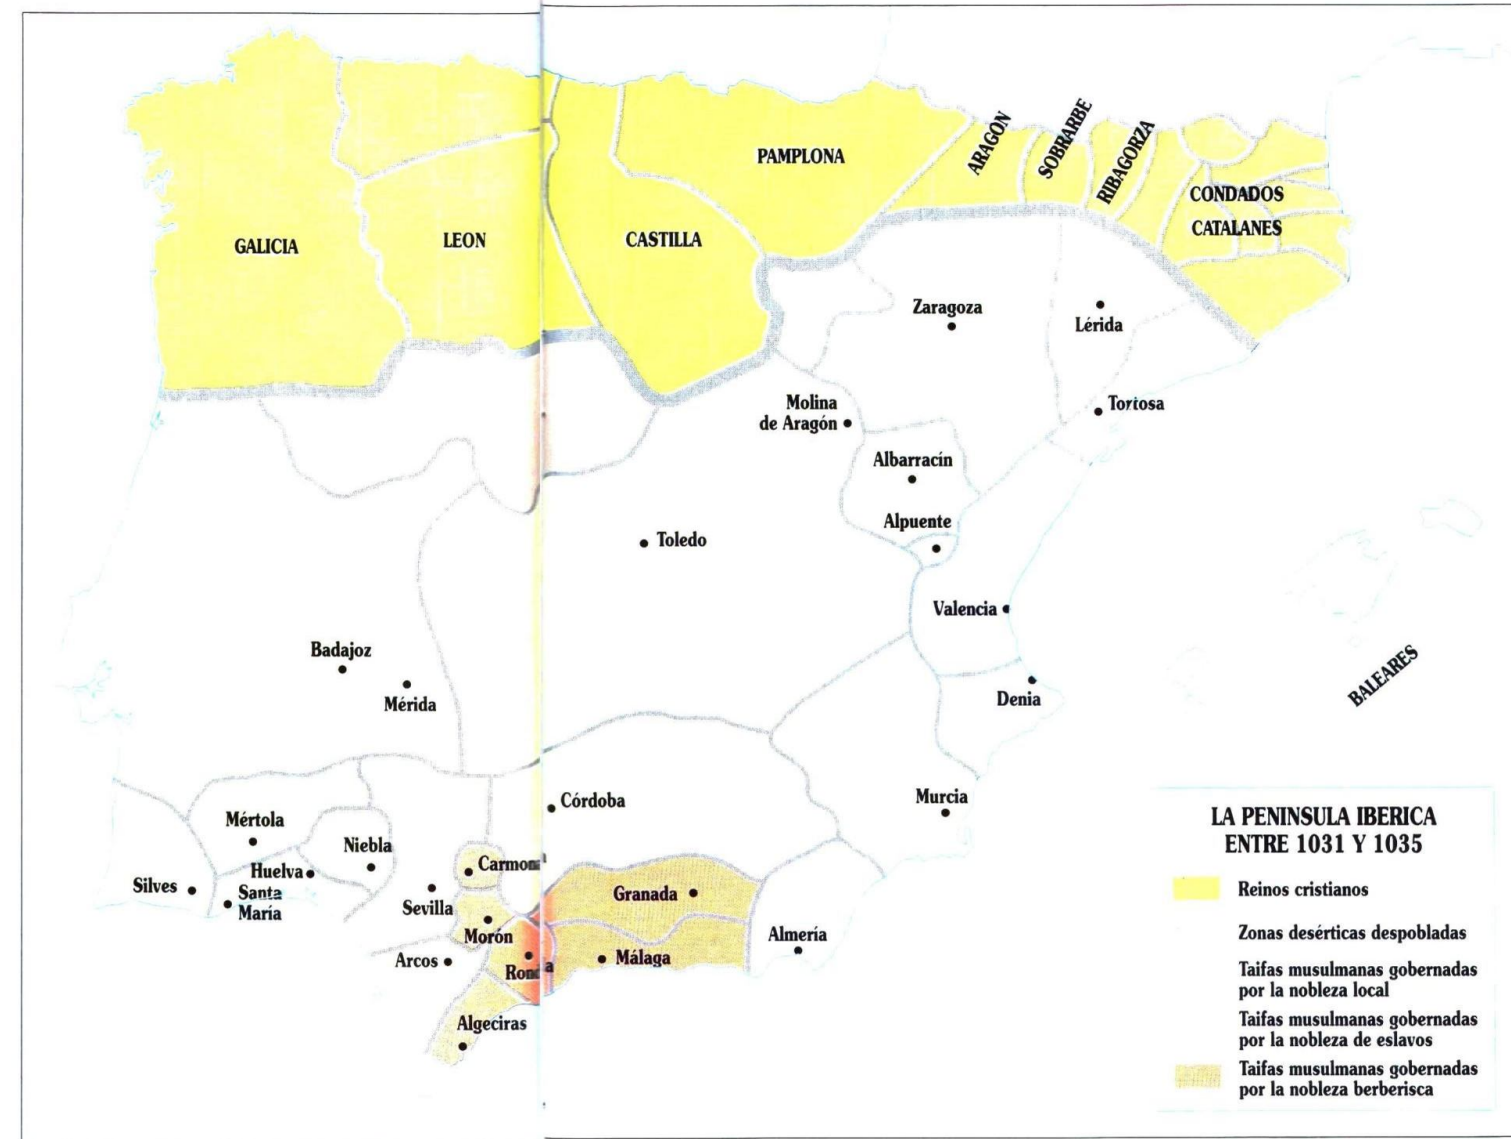 GALICIA
LEON
CASTILLA
PAMPLONA
ARAGON
SOBRARBE
RIBAGORZA
CONDADOS
CATALANES
Zaragoza
Lérida
Tortosa
Molina
de Aragón
Albarracín
Alpuente
Toledo
Valencia
Badajoz
Mérida
Denia
BALEARES
Murcia
Córdoba
Mértola
Niebla
Huelva
Silves
Santa
María
Sevilla
Carmona
Morón
Arcos
Ronda
Granada
Málaga
Almería
Algeciras
LA PENINSULA IBERICA
ENTRE 1031 Y 1035
Reinos cristianos
Zonas desérticas despobladas
Taifas musulmanas gobernadas
por la nobleza local
Taifas musulmanas gobernadas
por la nobleza de eslavos
Taifas musulmanas gobernadas
por la nobleza berberisca